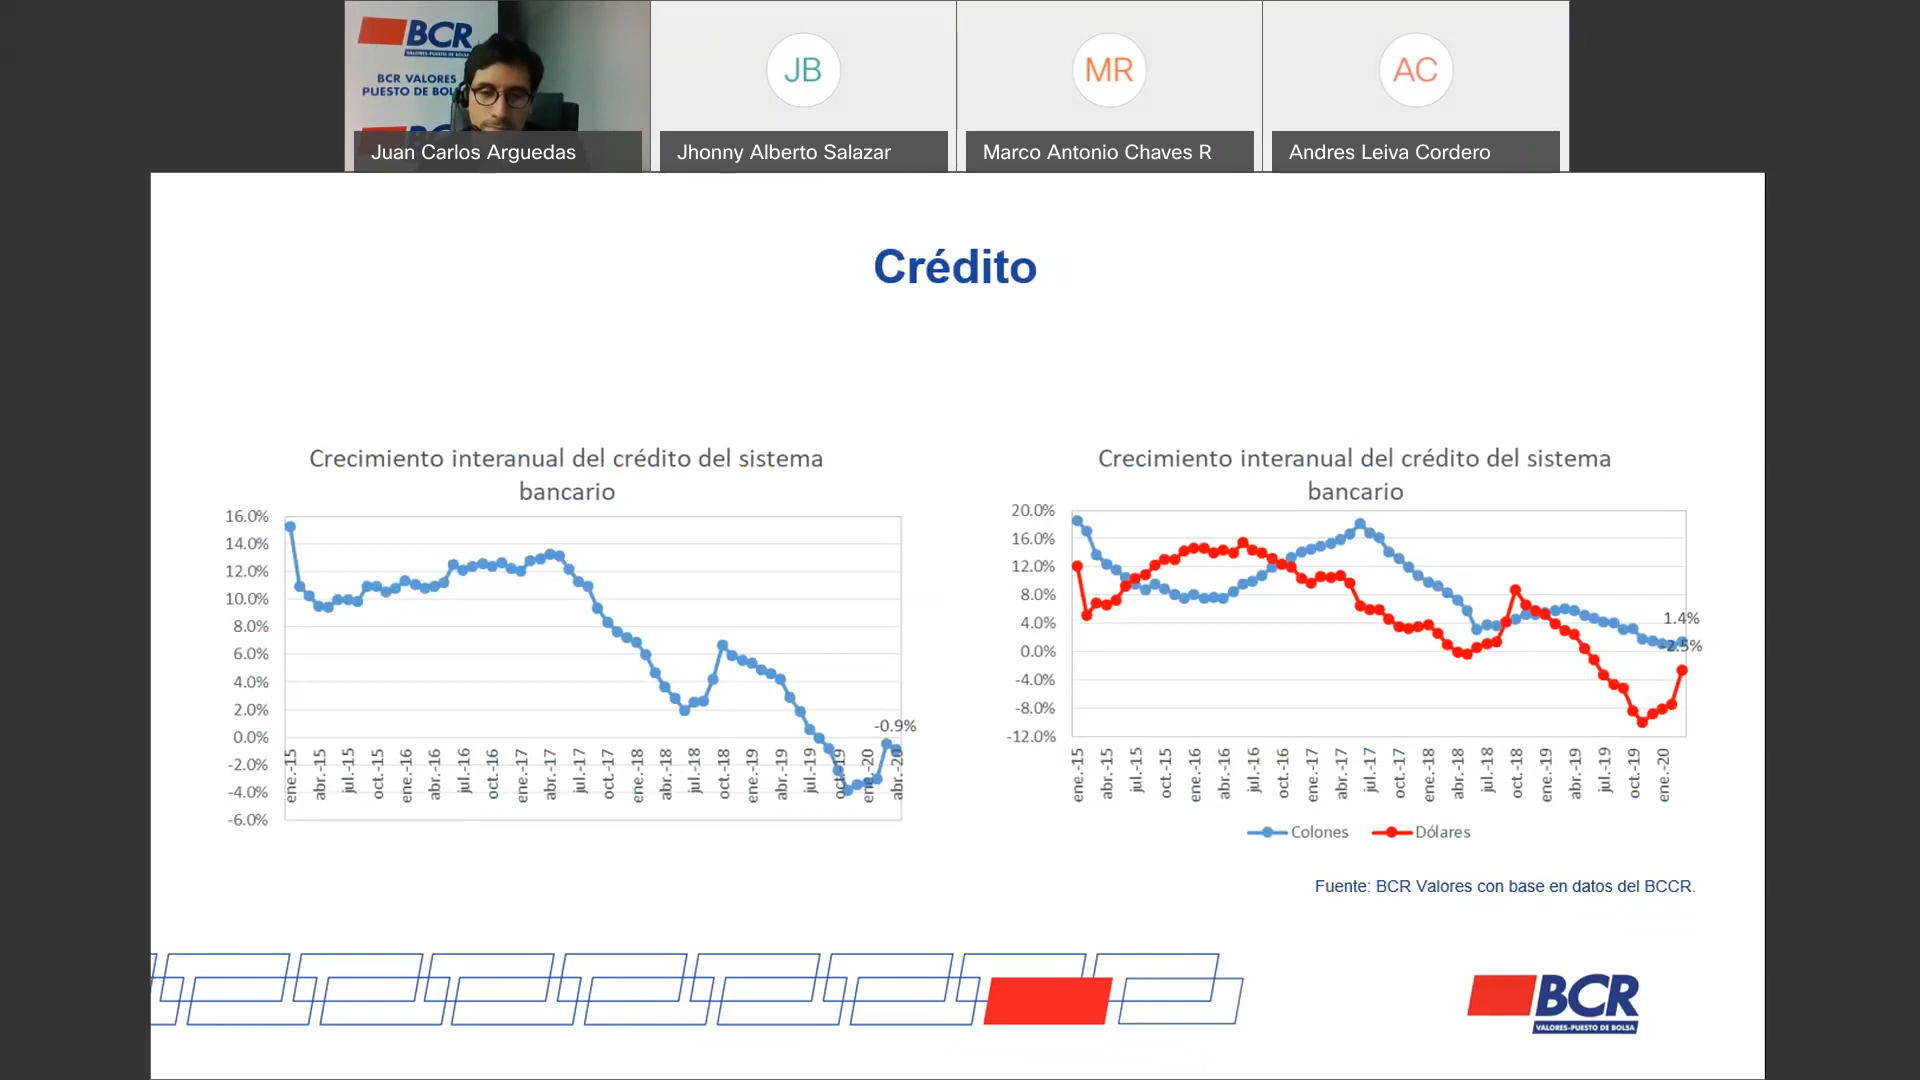 BCR
VALORES-PUESTO DE BOLSA
BCR VALORES
PUESTO DE BOL
JB
MR
AC
Juan Carlos Arguedas
Jhonny Alberto Salazar
Marco Antonio Chaves R
Andres Leiva Cordero
Crédito
Crecimiento interanual del crédito del sistema
bancario
16.0%
14.0%
12.0%
10.0%
8.0%
6.0%
4.0%
2.0%
0.0%
-2.0%
-4.0%
-6.0%
-0.9%
ene.-15
abr.-15
jul.-15
oct.-15
ene.-16
abr.-16
jul.-16
oct.-16
ene.-17
abr.-17
jul.-17
oct.-17
ene.-18
abr.-18
jul.-18
oct.-18
ene.-19
abr.-19
jul.-19
oct.-19
ene.-20
abr.-20
Crecimiento interanual del crédito del sistema
bancario
20.0%
16.0%
12.0%
8.0%
4.0%
0.0%
-4.0%
-8.0%
-12.0%
1.4%
-2.5%
ene.-15
abr.-15
jul.-15
oct.-15
ene.-16
abr.-16
jul.-16
oct.-16
ene.-17
abr.-17
jul.-17
oct.-17
ene.-18
abr.-18
jul.-18
oct.-18
ene.-19
abr.-19
jul.-19
oct.-19
ene.-20
Colones
Dólares
Fuente: BCR Valores con base en datos del BCCR.
BCR
VALORES-PUESTO DE BOLSA